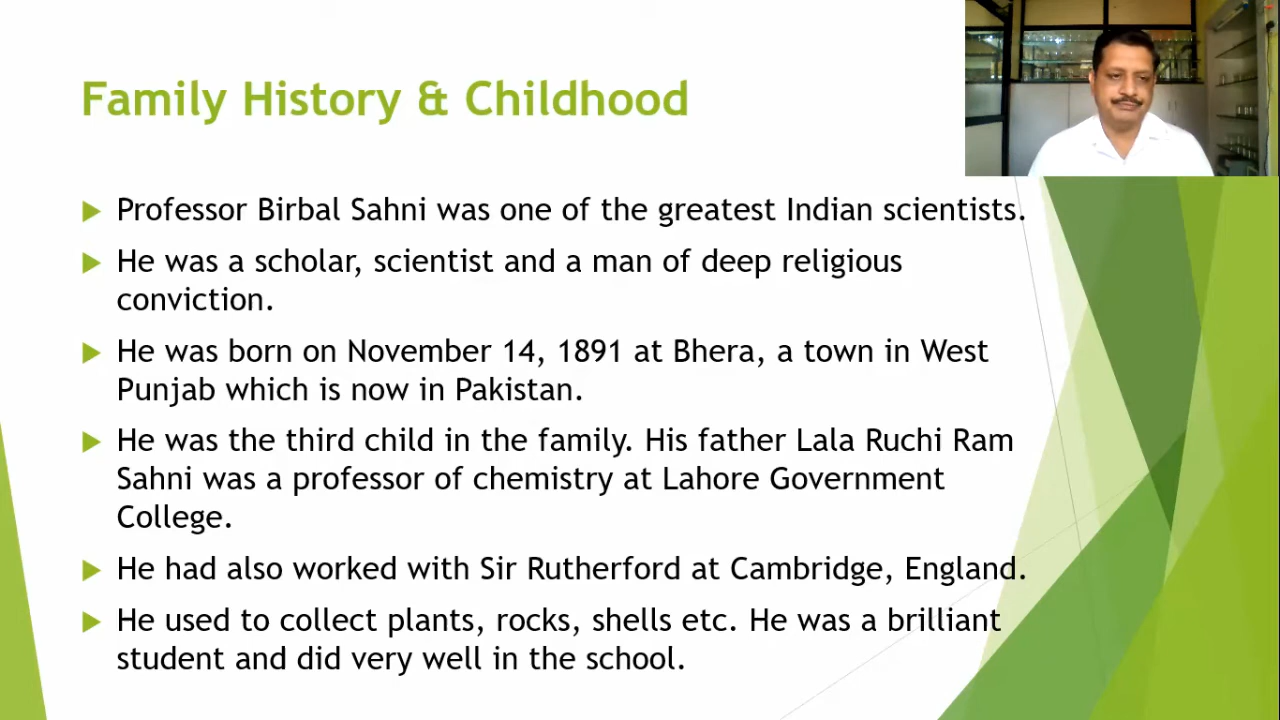 Family History & Childhood
Professor Birbal Sahni was one of the greatest Indian scientists.
He was a scholar, scientist and a man of deep religious
conviction.
He was born on November 14, 1891 at Bhera, a town in West
Punjab which is now in Pakistan.
He was the third child in the family. His father Lala Ruchi Ram
Sahni was a professor of chemistry at Lahore Government
College.
He had also worked with Sir Rutherford at Cambridge, England.
He used to collect plants, rocks, shells etc. He was a brilliant
student and did very well in the school.